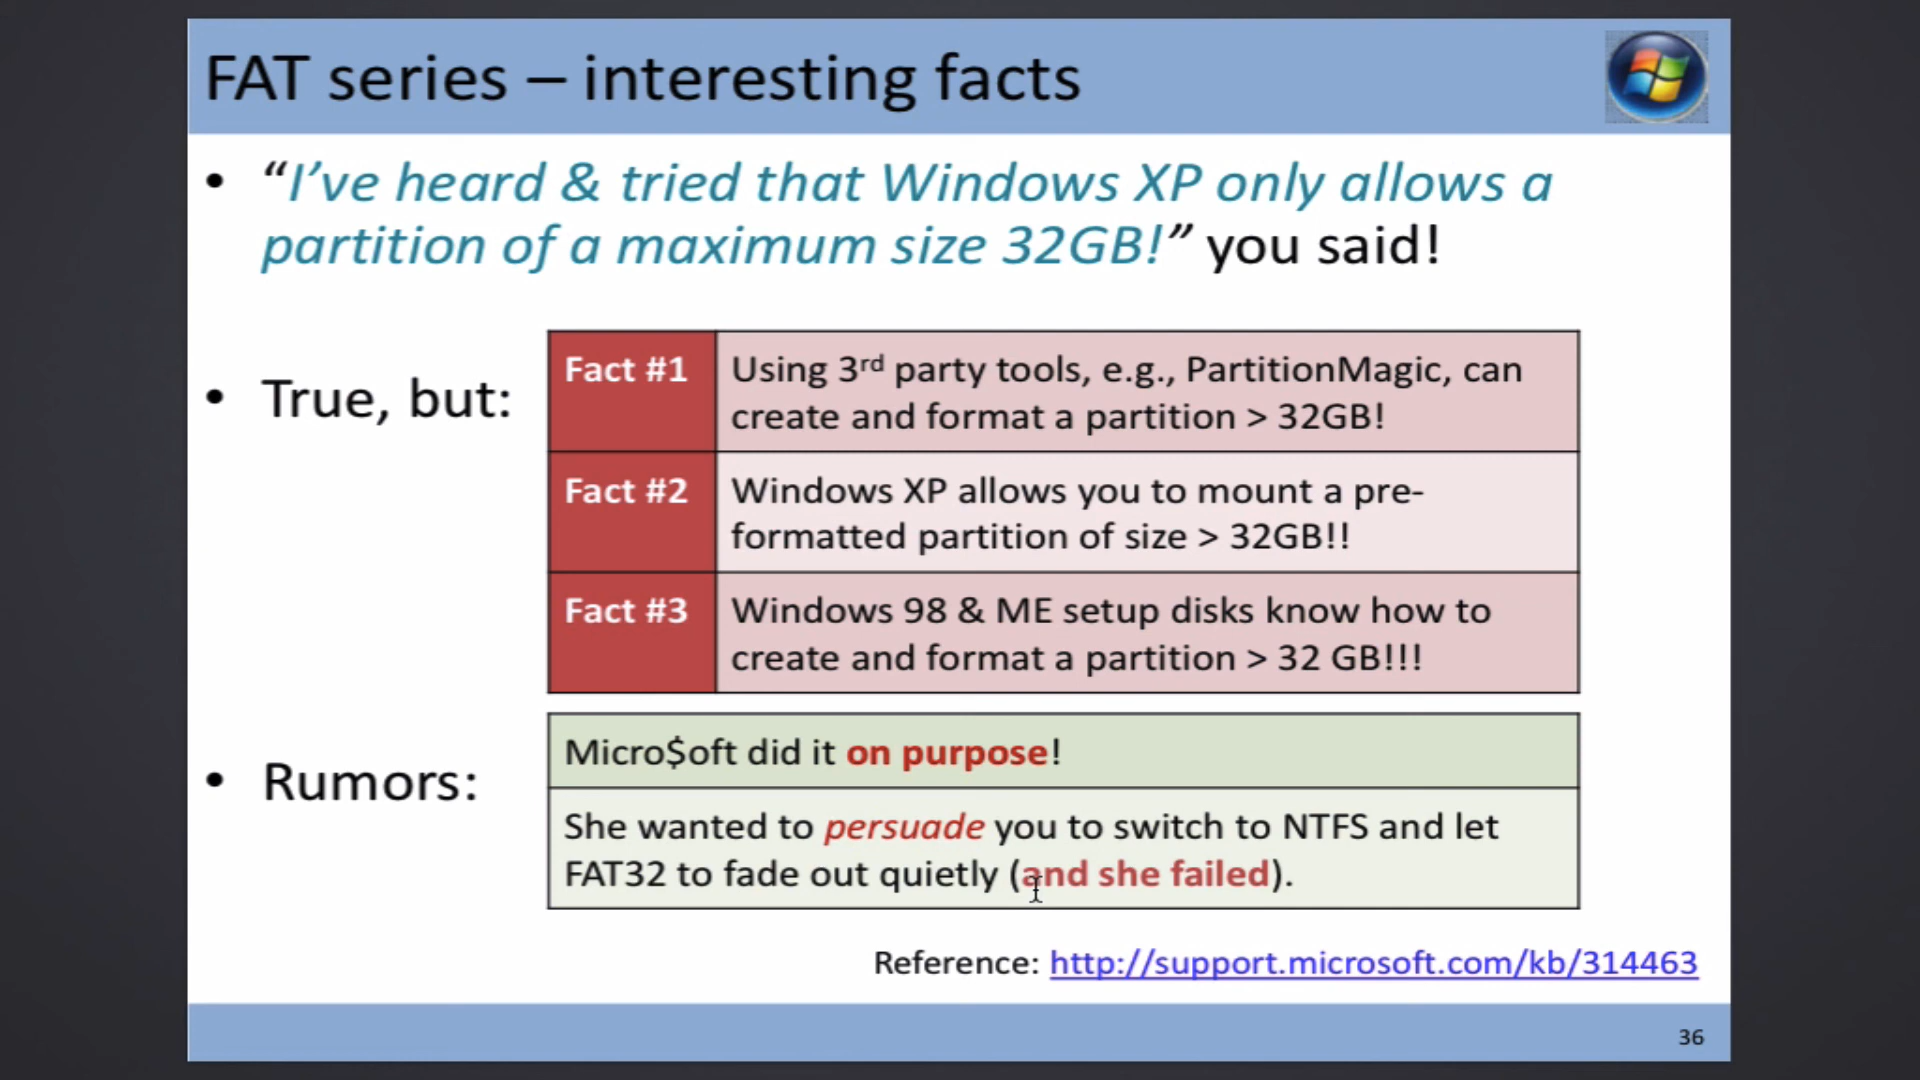 FAT series – interesting facts
• “I’ve heard & tried that Windows XP only allows a
partition of a maximum size 32GB!” you said!
• True, but:
Fact #1 Using 3rd party tools, e.g., PartitionMagic, can
create and format a partition > 32GB!
Fact #2 Windows XP allows you to mount a pre-
formatted partition of size > 32GB!!
Fact #3 Windows 98 & ME setup disks know how to
create and format a partition > 32 GB!!!
• Rumors:
Micro$oft did it on purpose!
She wanted to persuade you to switch to NTFS and let
FAT32 to fade out quietly (and she failed).
Reference: http://support.microsoft.com/kb/314463
36